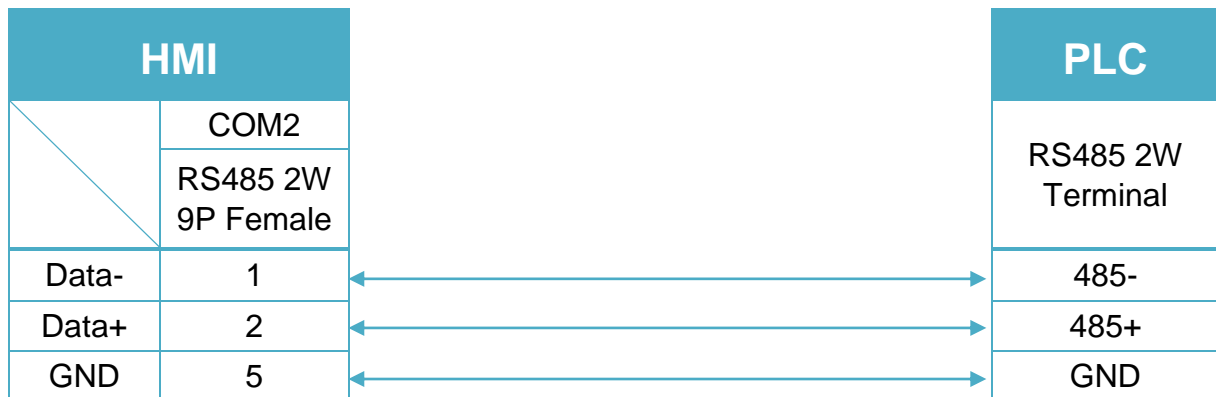 HMI
PLC
COM2
RS485 2W
9P Female
RS485 2W
Terminal
Data- 1 485-
Data+ 2 485+
GND 5 GND